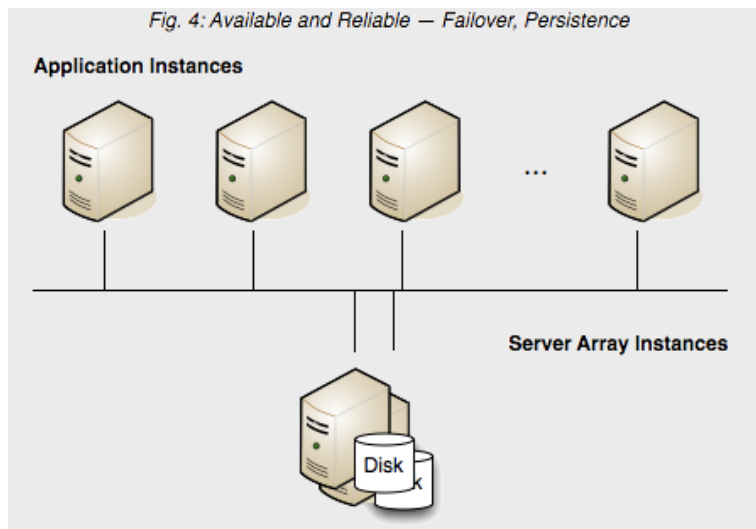 Fig. 4: Available and Reliable — Failover, Persistence
Application Instances
...
Server Array Instances
Disk
k